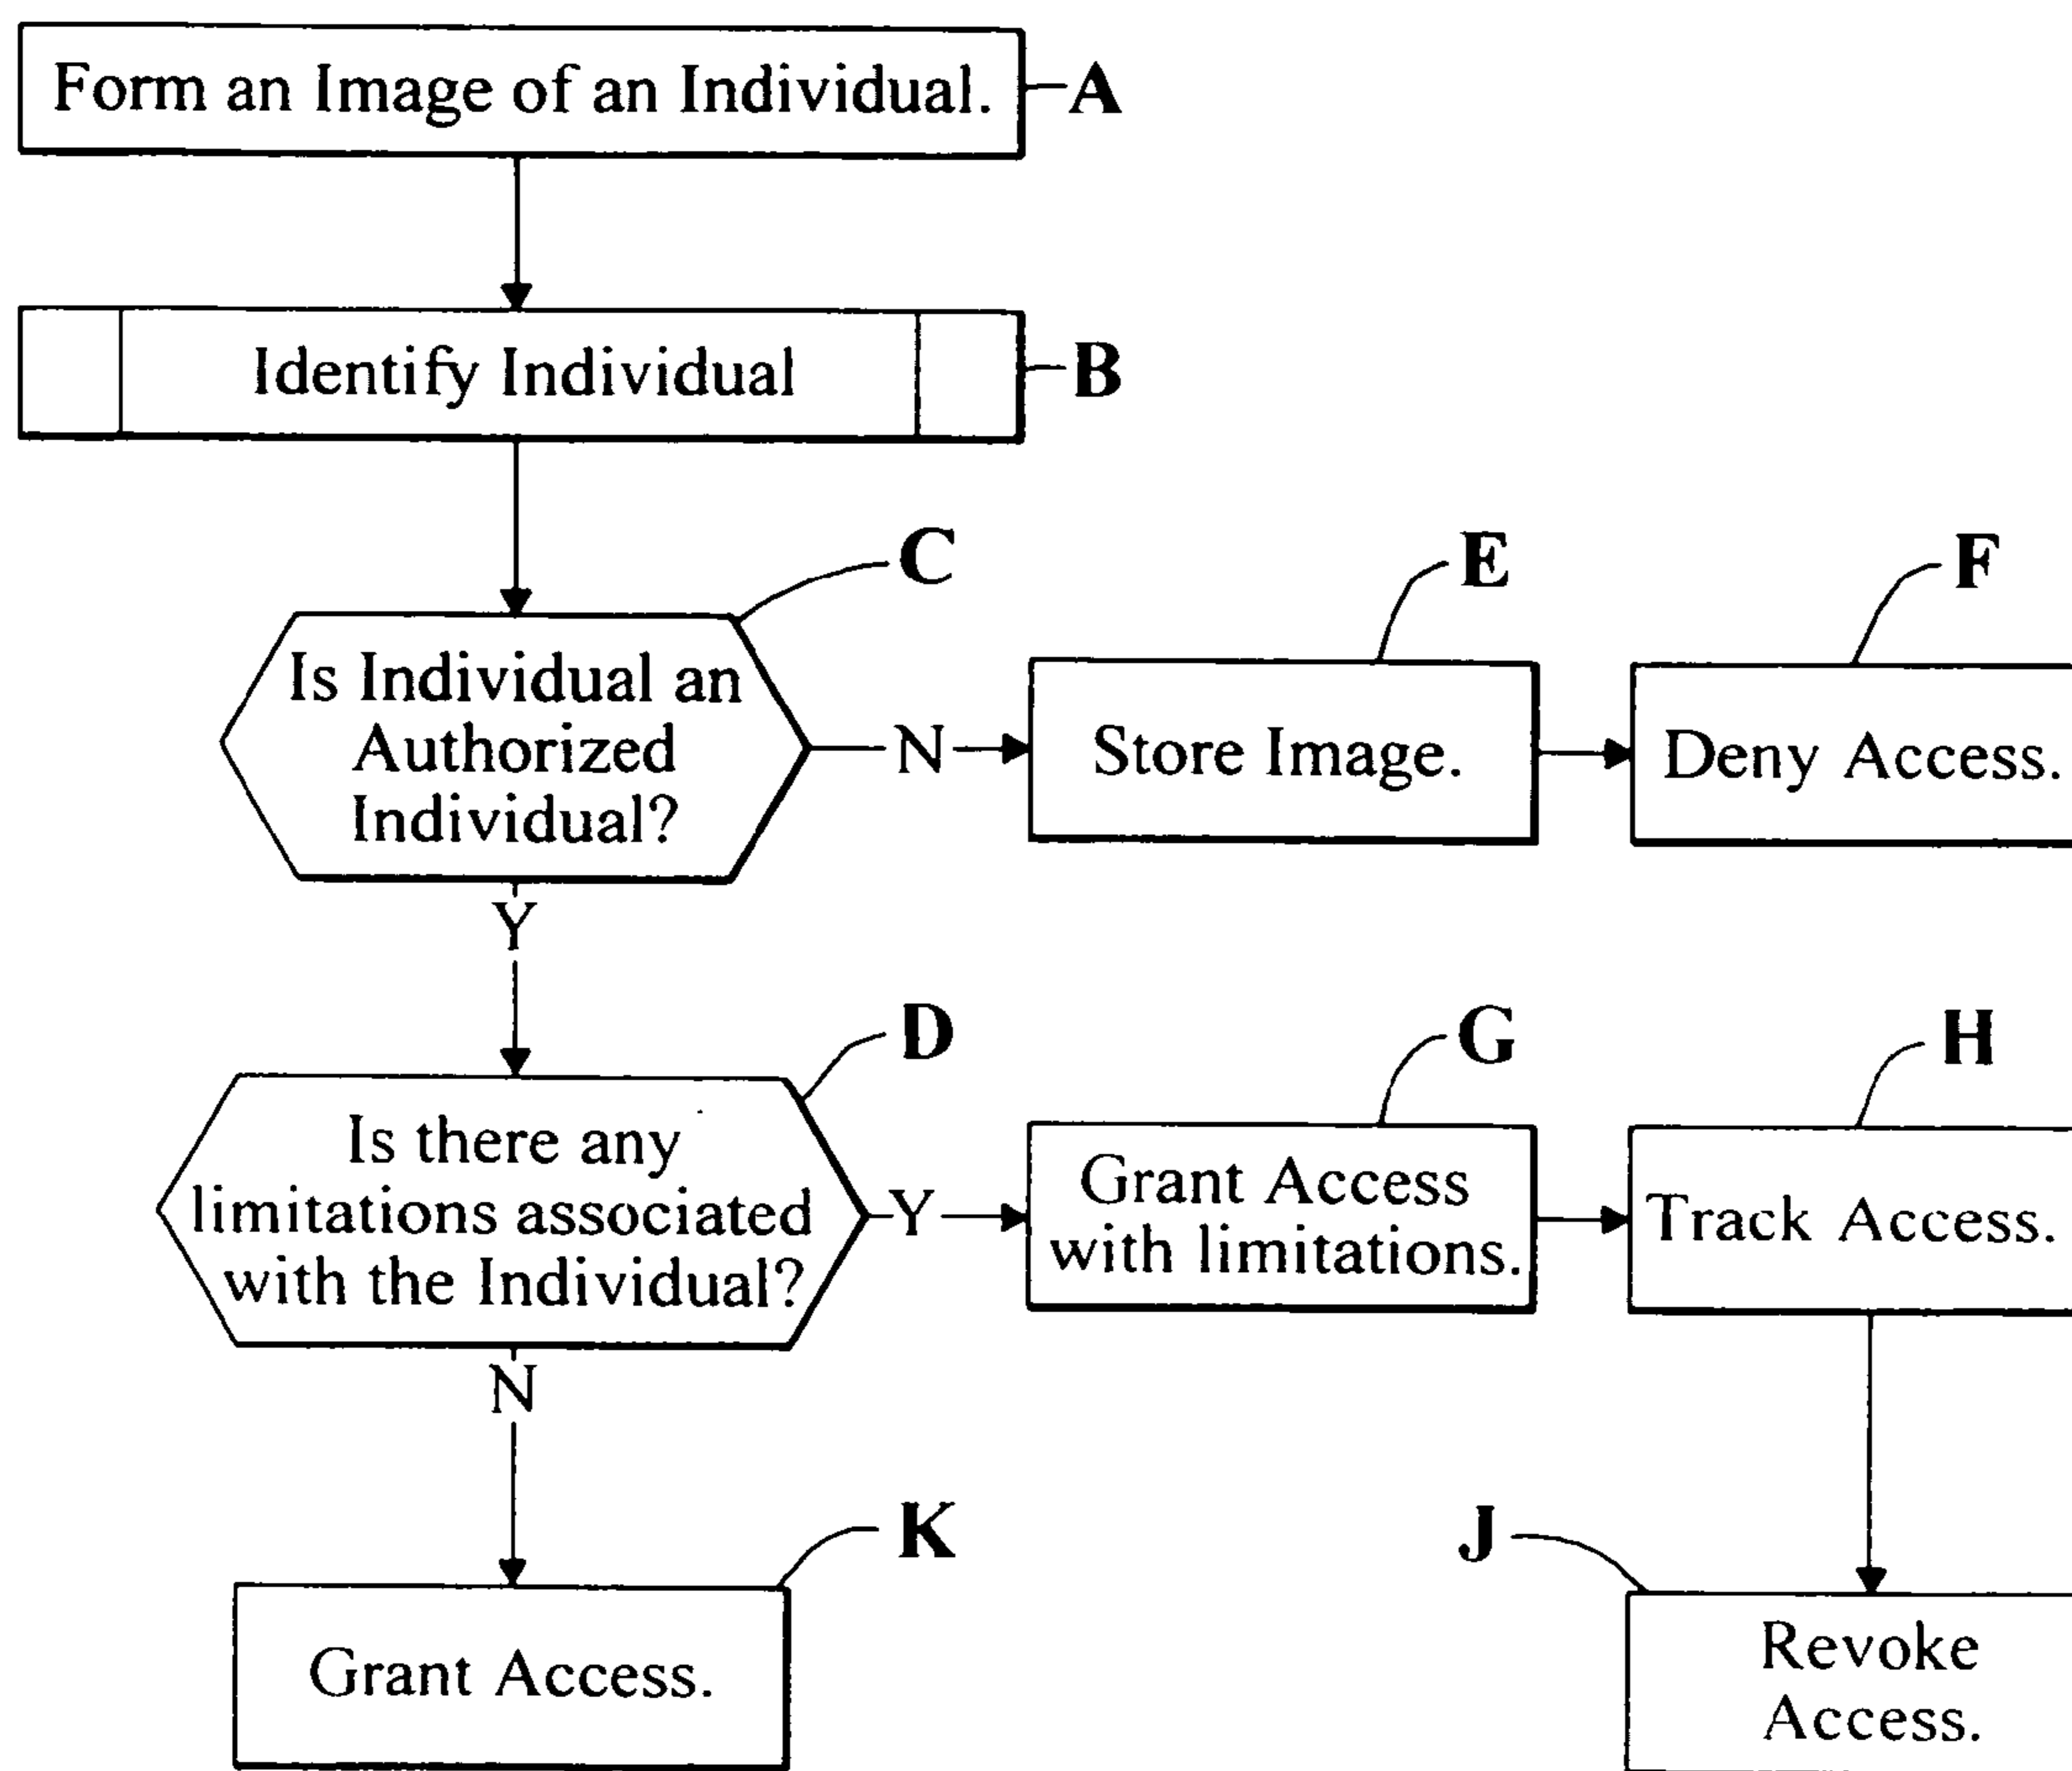 Form an Image of an Individual.
A
Identify Individual
B
C
E
F
Is Individual an
Authorized
Individual?
N
Store Image.
Deny Access.
Y
D
G
H
Is there any
limitations associated
with the Individual?
Y
Grant Access
with limitations.
Track Access.
N
K
J
Grant Access.
Revoke
Access.